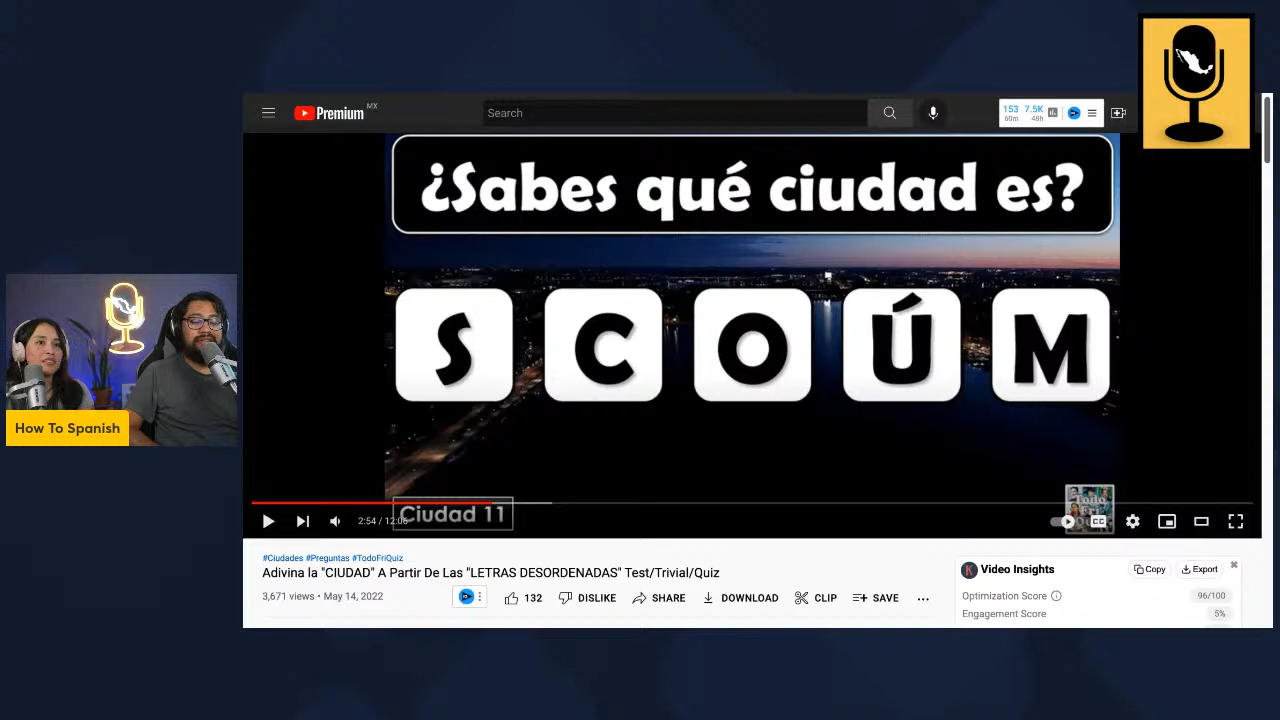 Premium MX
Search
153 7.5K
60m 48h
¿Sabes qué ciudad es?
S C O Ú M
How To Spanish
Ciudad 11
Todo
Fri
2:54 / 12:06
CC
#Ciudades #Preguntas #TodoFriQuiz
Adivina la "CIUDAD" A Partir De Las "LETRAS DESORDENADAS" Test/Trivial/Quiz
3,671 views • May 14, 2022
132 DISLIKE SHARE DOWNLOAD CLIP SAVE
K Video Insights Copy Export
Optimization Score 96/100
Engagement Score 5%